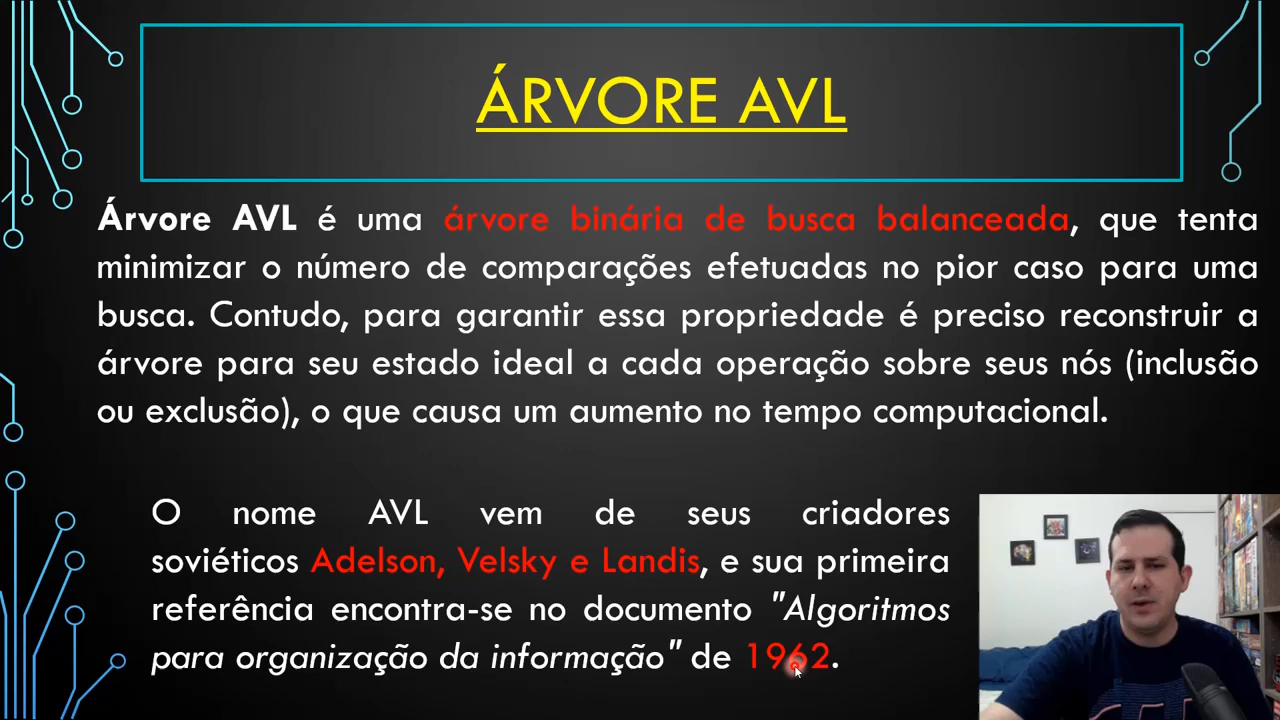 ÁRVORE AVL
Árvore AVL é uma árvore binária de busca balanceada, que tenta
minimizar o número de comparações efetuadas no pior caso para uma
busca. Contudo, para garantir essa propriedade é preciso reconstruir a
árvore para seu estado ideal a cada operação sobre seus nós (inclusão
ou exclusão), o que causa um aumento no tempo computacional.
O nome AVL vem de seus criadores
soviéticos Adelson, Velsky e Landis, e sua primeira
referência encontra-se no documento "Algoritmos
para organização da informação" de 1962.